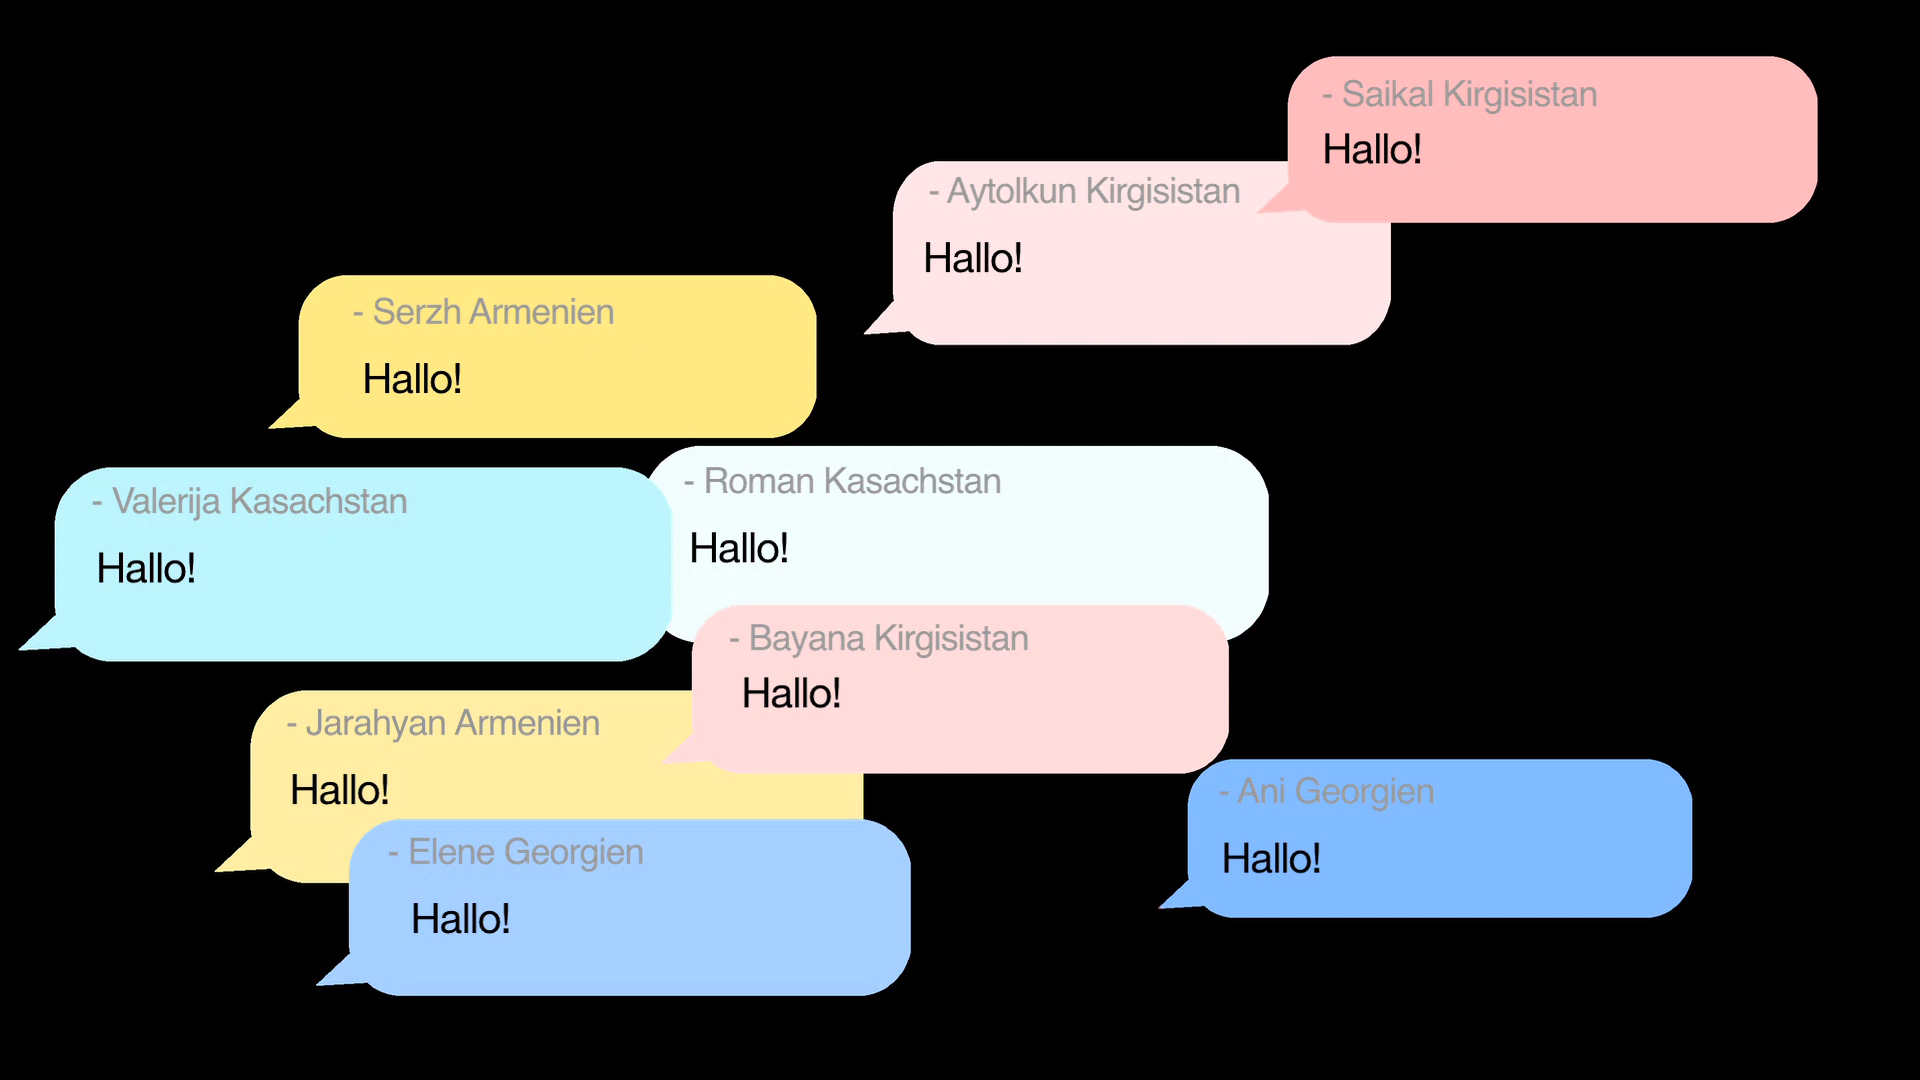 - Saikal Kirgisistan
Hallo!
- Aytolkun Kirgisistan
Hallo!
- Serzh Armenien
Hallo!
- Roman Kasachstan
Hallo!
- Valerija Kasachstan
Hallo!
- Bayana Kirgisistan
Hallo!
- Jarahyan Armenien
Hallo!
- Ani Georgien
Hallo!
- Elene Georgien
Hallo!